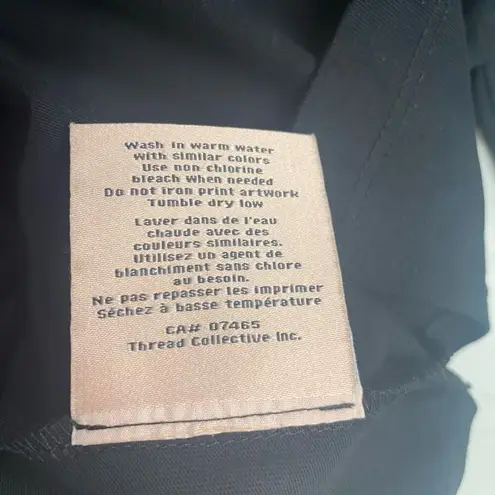 Wash in warm water
with similar colors
Use non chlorine
bleach when needed
Do not iron print artwork
Tumble dry low
Laver dans de l'eau
chaude avec des
couleurs similaires.
Utilisez un agent de
blanchiment sans chlore
au besoin.
Ne pas repasser les imprimer
Séchez à basse température
CA# 07465
Thread Collective Inc.